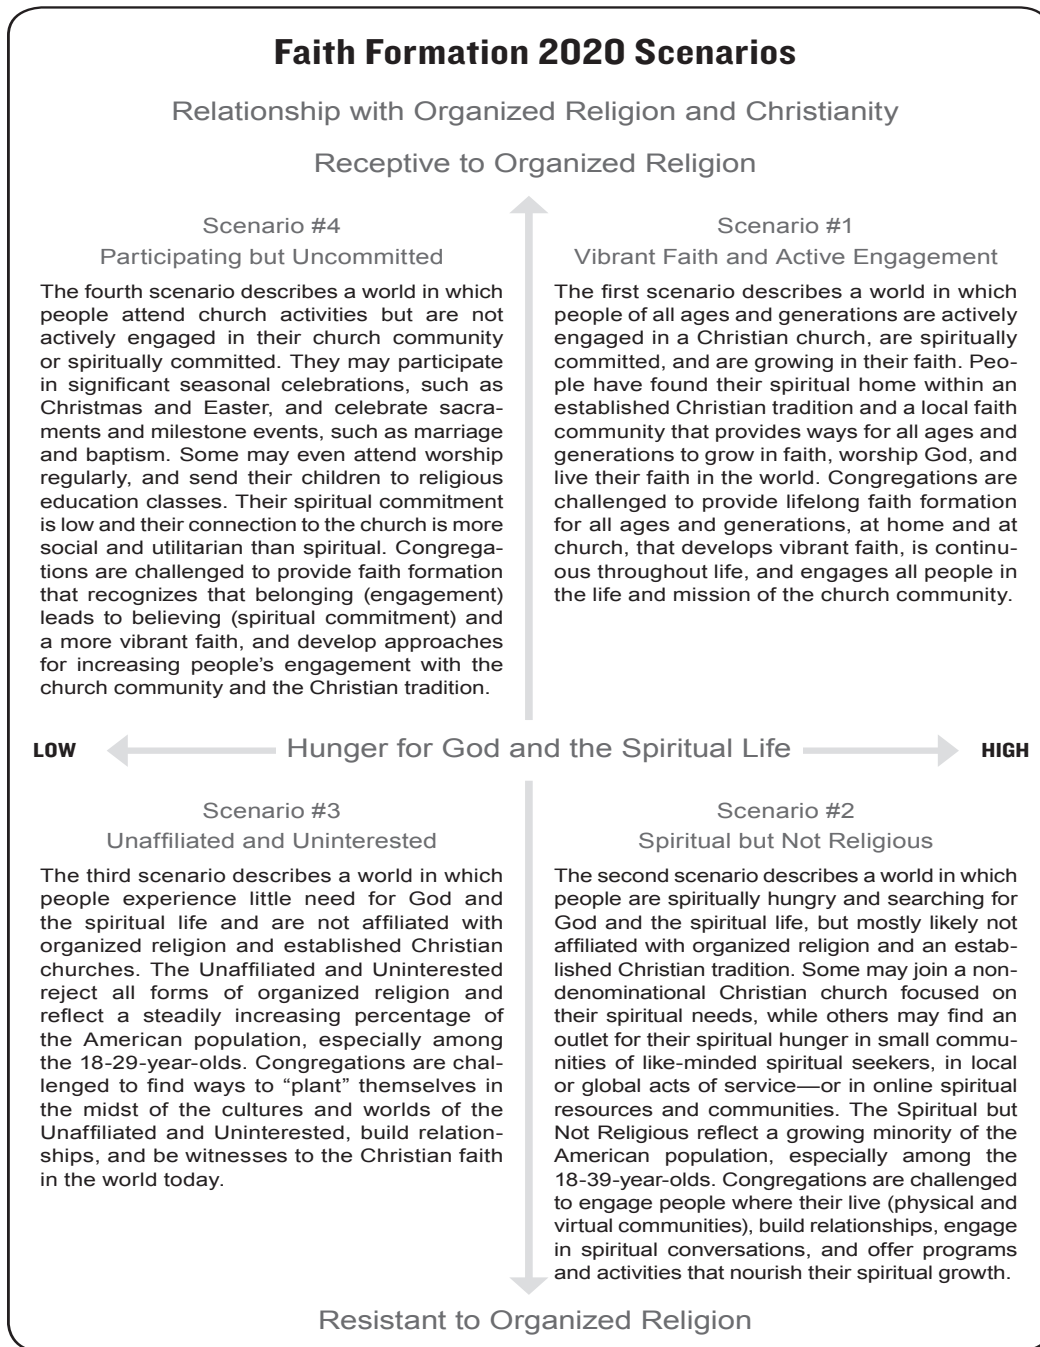 Faith Formation 2020 Scenarios
Relationship with Organized Religion and Christianity
Receptive to Organized Religion
Scenario #4
Participating but Uncommitted
The fourth scenario describes a world in which
people attend church activities but are not
actively engaged in their church community
or spiritually committed. They may participate
in significant seasonal celebrations, such as
Christmas and Easter, and celebrate sacra-
ments and milestone events, such as marriage
and baptism. Some may even attend worship
regularly, and send their children to religious
education classes. Their spiritual commitment
is low and their connection to the church is more
social and utilitarian than spiritual. Congrega-
tions are challenged to provide faith formation
that recognizes that belonging (engagement)
leads to believing (spiritual commitment) and
a more vibrant faith, and develop approaches
for increasing people’s engagement with the
church community and the Christian tradition.
Scenario #1
Vibrant Faith and Active Engagement
The first scenario describes a world in which
people of all ages and generations are actively
engaged in a Christian church, are spiritually
committed, and are growing in their faith. Peo-
ple have found their spiritual home within an
established Christian tradition and a local faith
community that provides ways for all ages and
generations to grow in faith, worship God, and
live their faith in the world. Congregations are
challenged to provide lifelong faith formation
for all ages and generations, at home and at
church, that develops vibrant faith, is continu-
ous throughout life, and engages all people in
the life and mission of the church community.
LOW
Hunger for God and the Spiritual Life
HIGH
Scenario #3
Unaffiliated and Uninterested
The third scenario describes a world in which
people experience little need for God and
the spiritual life and are not affiliated with
organized religion and established Christian
churches. The Unaffiliated and Uninterested
reject all forms of organized religion and
reflect a steadily increasing percentage of
the American population, especially among
the 18-29-year-olds. Congregations are chal-
lenged to find ways to “plant” themselves in
the midst of the cultures and worlds of the
Unaffiliated and Uninterested, build relation-
ships, and be witnesses to the Christian faith
in the world today.
Scenario #2
Spiritual but Not Religious
The second scenario describes a world in which
people are spiritually hungry and searching for
God and the spiritual life, but mostly likely not
affiliated with organized religion and an estab-
lished Christian tradition. Some may join a non-
denominational Christian church focused on
their spiritual needs, while others may find an
outlet for their spiritual hunger in small commu-
nities of like-minded spiritual seekers, in local
or global acts of service—or in online spiritual
resources and communities. The Spiritual but
Not Religious reflect a growing minority of the
American population, especially among the
18-39-year-olds. Congregations are challenged
to engage people where their live (physical and
virtual communities), build relationships, engage
in spiritual conversations, and offer programs
and activities that nourish their spiritual growth.
Resistant to Organized Religion